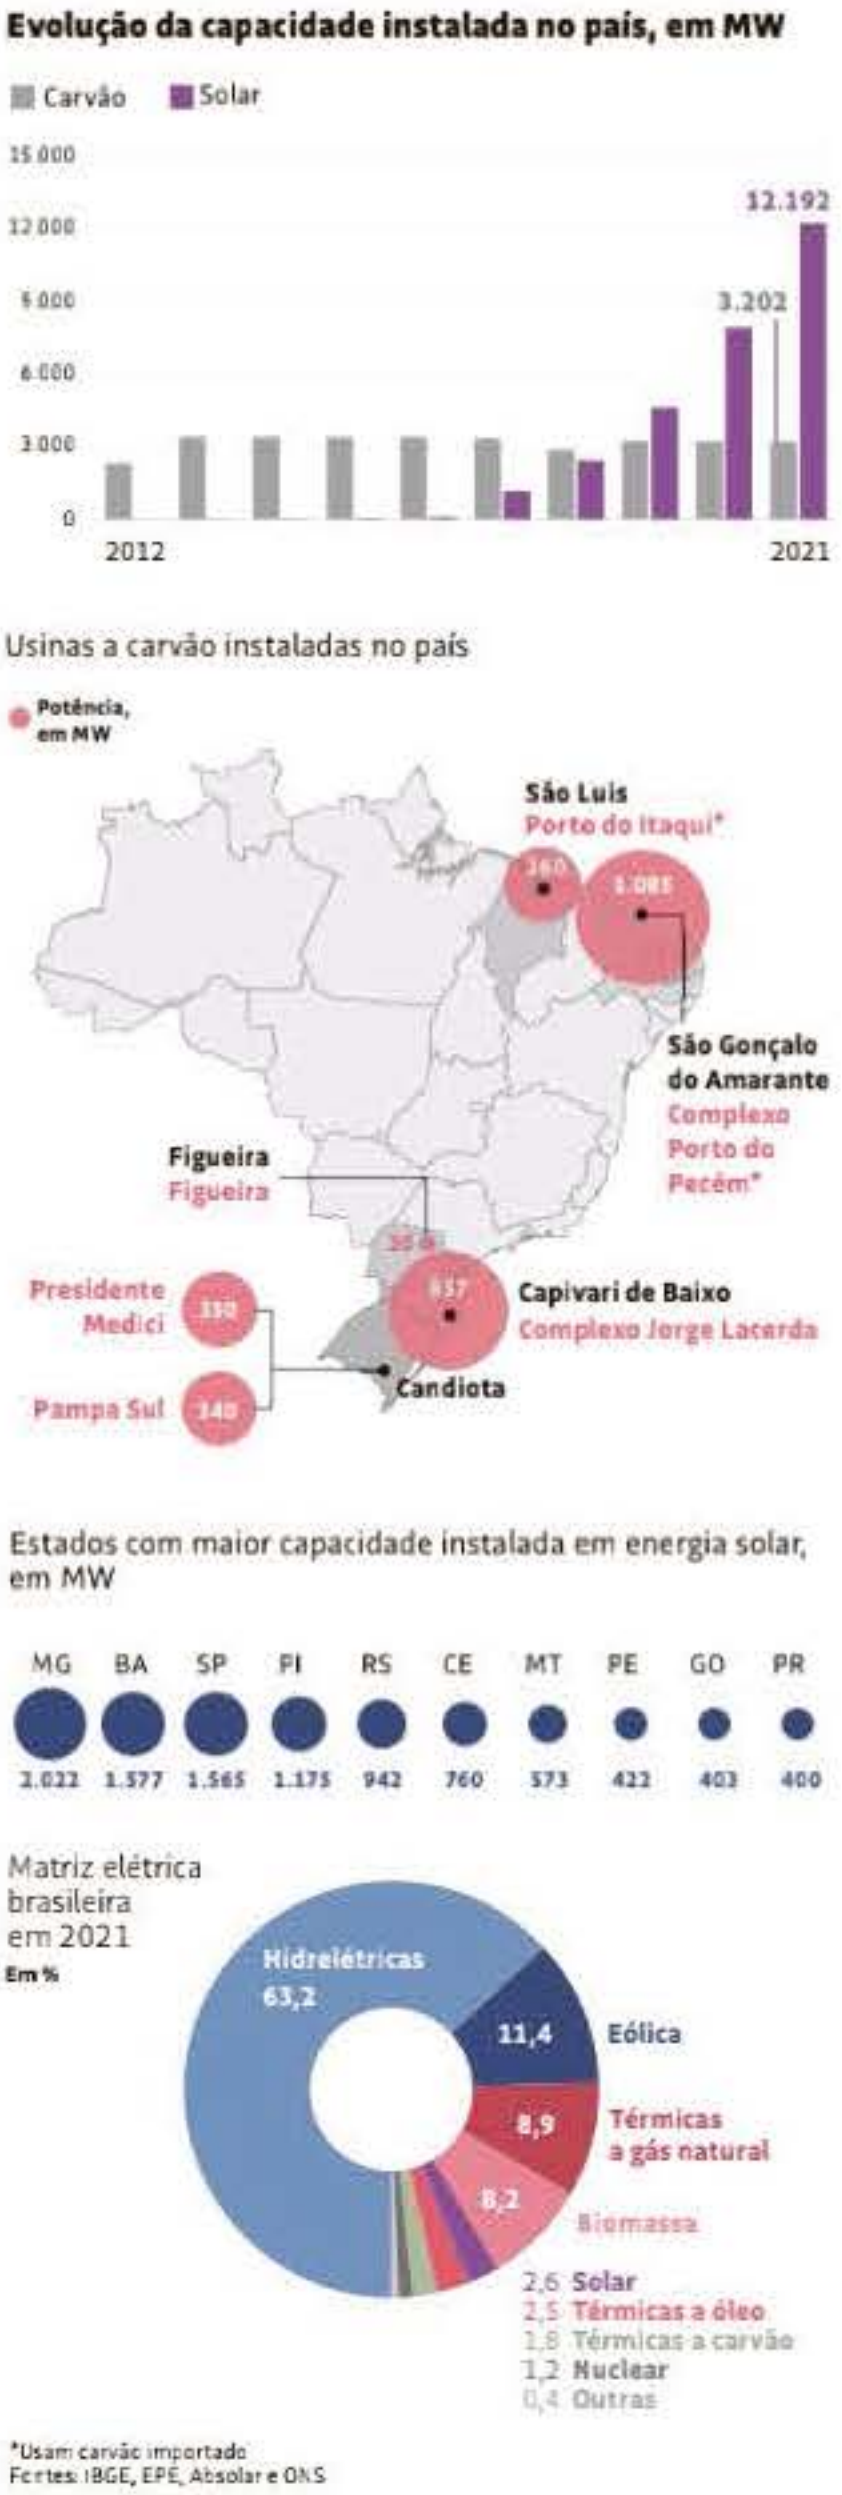 Evolução da capacidade instalada no país, em MW
Carvão
Solar
15 000
12 000
9 000
6 000
3 000
0
12.192
3.202
2012
2021
Usinas a carvão instaladas no país
Potência,
em MW
São Luis
Porto do Itaqui*
360
1.085
São Gonçalo
do Amarante
Complexo
Porto do
Pecém*
Figueira
Figueira
857
Capivari de Baixo
Complexo Jorge Lacerda
Presidente
Medici
Pampa Sul
Candiota
Estados com maior capacidade instalada em energia solar,
em MW
MG BA SP PI RS CE MT PE GO PR
2.022 1.577 1.565 1.175 942 760 573 422 403 400
Matriz elétrica
brasileira
em 2021
Em %
Hidrelétricas
63,2
11,4 Eólica
8,9 Térmicas
a gás natural
8,2 Biomassa
2,6 Solar
2,5 Térmicas a óleo
1,8 Térmicas a carvão
1,2 Nuclear
0,4 Outras
*Usam carvão importado
Fontes: IBGE, EPE, Absolar e ONS